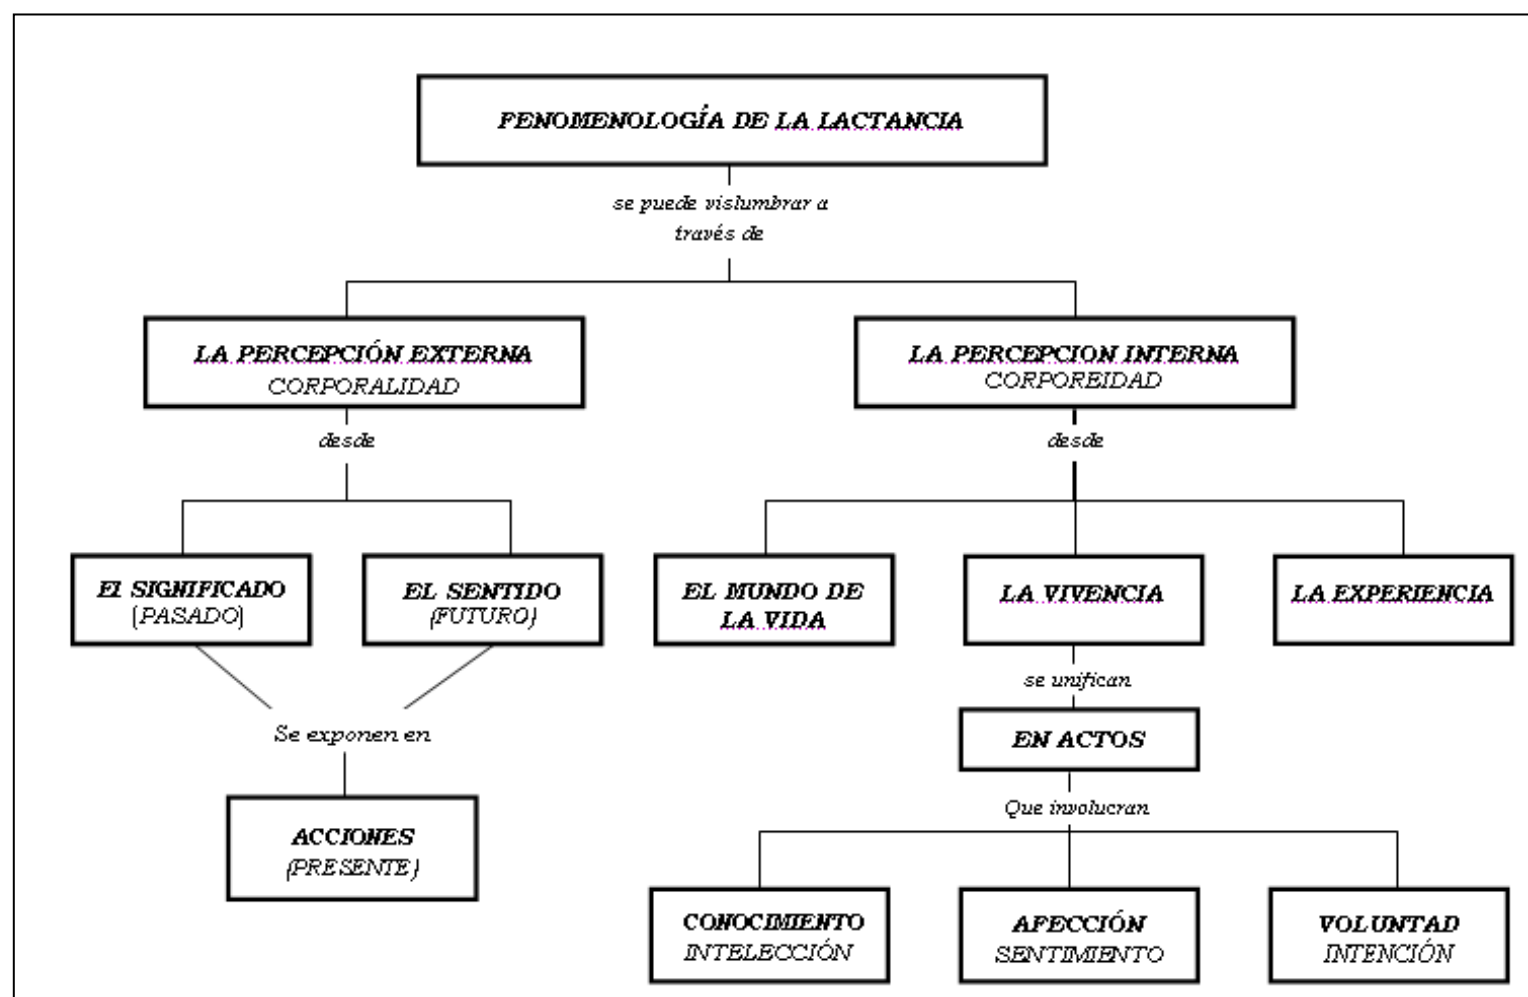 FENOMENOLOGÍA DE LA LACTANCIA
se puede vislumbrar a
través de
LA PERCEPCIÓN EXTERNA
CORPORALIDAD
LA PERCEPCION INTERNA
CORPOREIDAD
desde
desde
El SIGNIFICADO
(PASADO)
EL SENTIDO
(FUTURO)
EL MUNDO DE
LA VIDA
LA VIVENCIA
LA EXPERIENCIA
se unifican
Se exponen en
EN ACTOS
Que involucran
ACCIONES
(PRESENTE)
CONOCIMIENTO
INTELECCIÓN
AFECCIÓN
SENTIMIENTO
VOLUNTAD
INTENCIÓN